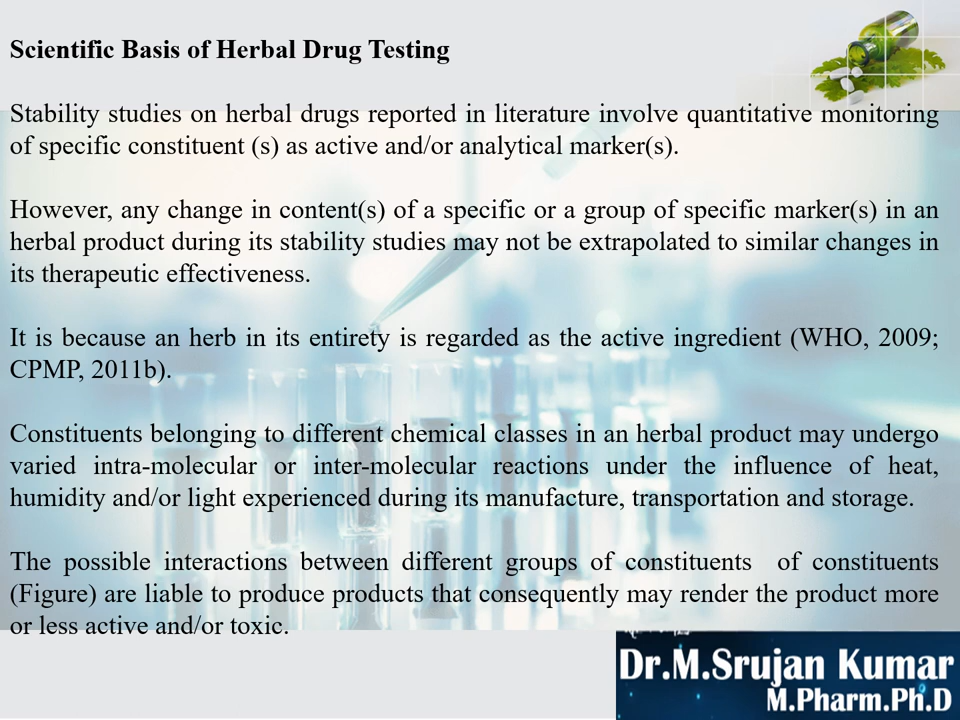 Scientific Basis of Herbal Drug Testing
Stability studies on herbal drugs reported in literature involve quantitative monitoring
of specific constituent (s) as active and/or analytical marker(s).
However, any change in content(s) of a specific or a group of specific marker(s) in an
herbal product during its stability studies may not be extrapolated to similar changes in
its therapeutic effectiveness.
It is because an herb in its entirety is regarded as the active ingredient (WHO, 2009;
CPMP, 2011b).
Constituents belonging to different chemical classes in an herbal product may undergo
varied intra-molecular or inter-molecular reactions under the influence of heat,
humidity and/or light experienced during its manufacture, transportation and storage.
The possible interactions between different groups of constituents of constituents
(Figure) are liable to produce products that consequently may render the product more
or less active and/or toxic.
Dr.M.Srujan Kumar
M.Pharm.Ph.D